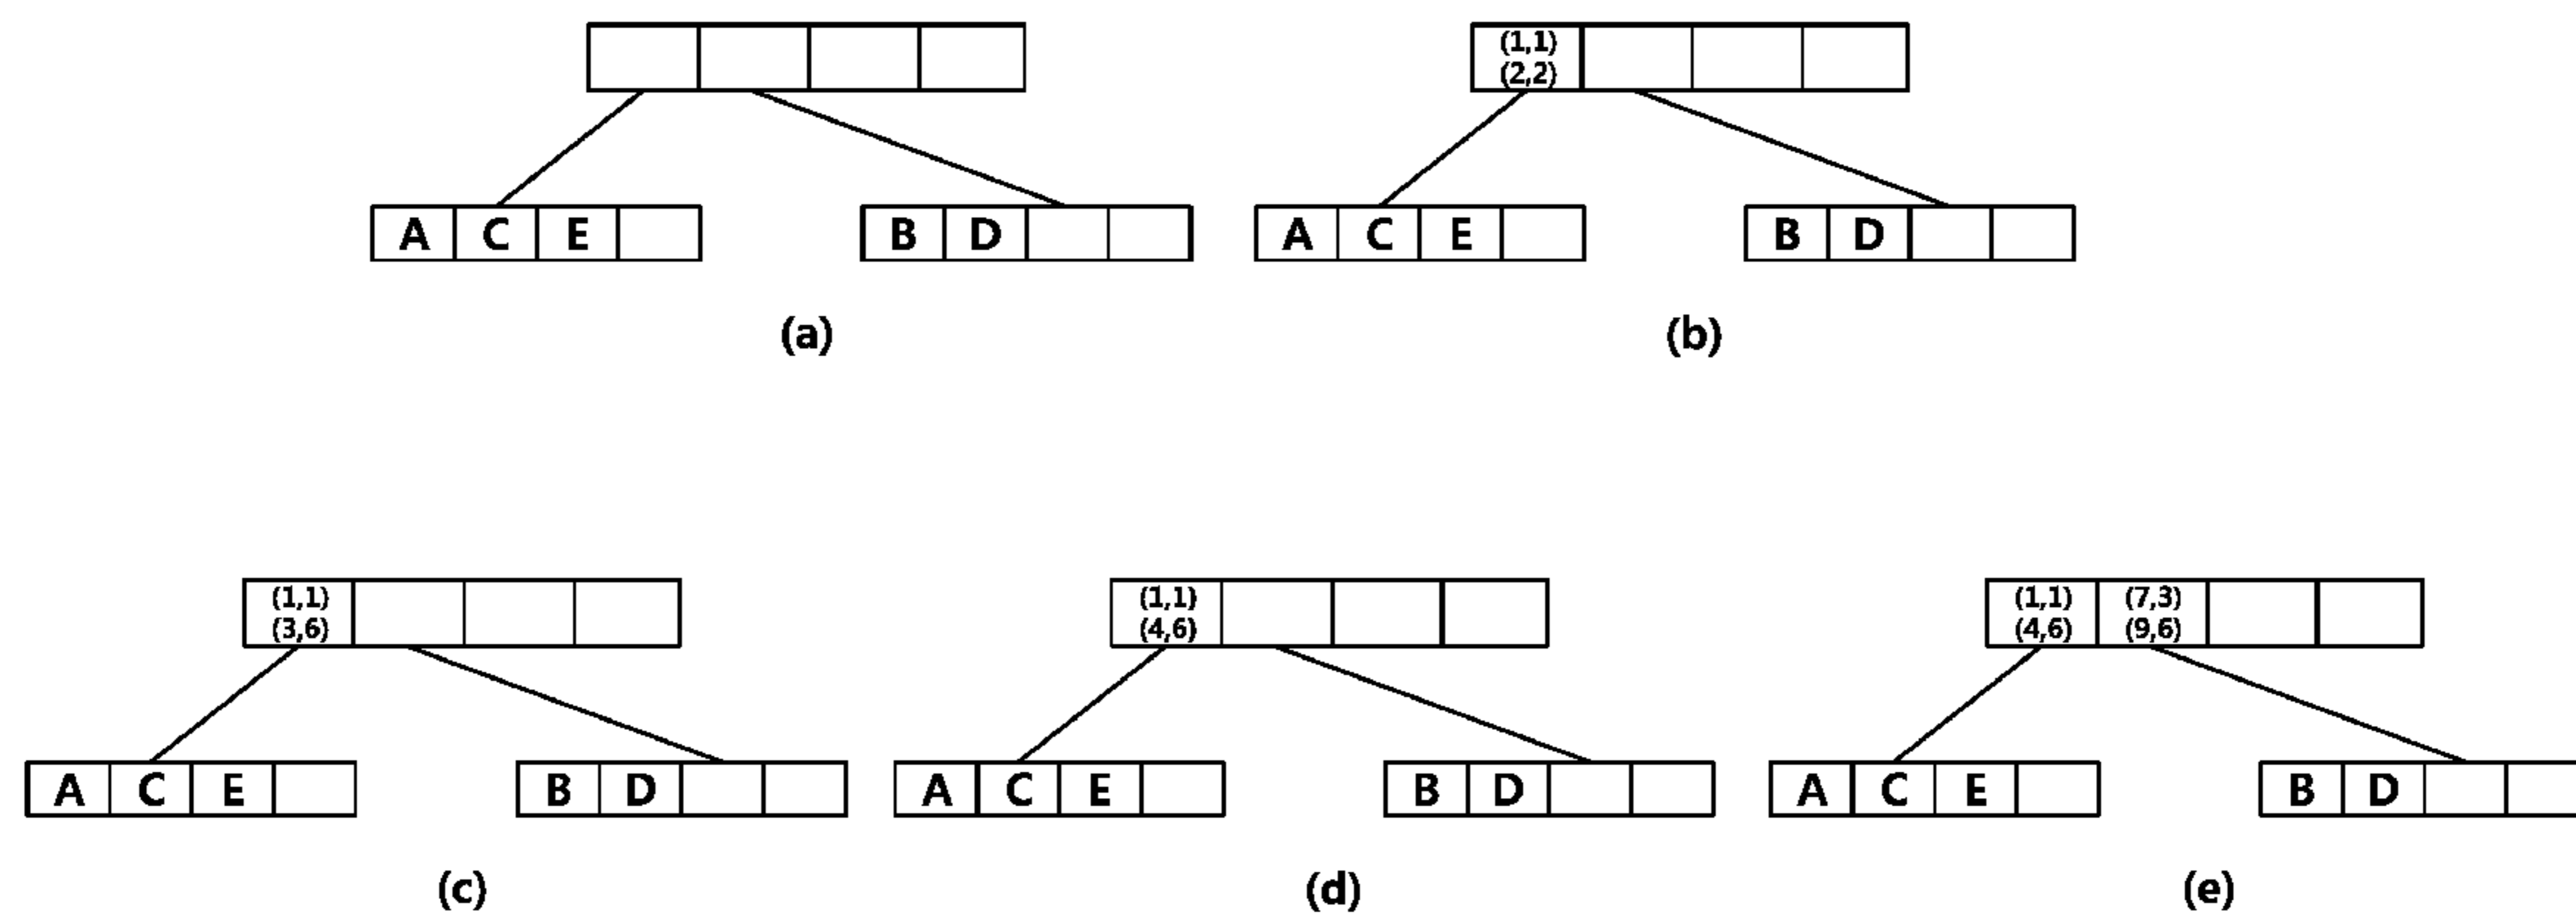 (1,1)
(2,2)
A C E B D
A C E B D
(a)
(b)
(1,1)
(3,6)
(1,1)
(4,6)
(1,1) (7,3)
(4,6) (9,6)
A C E B D
A C E B D
A C E B D
(c)
(d)
(e)